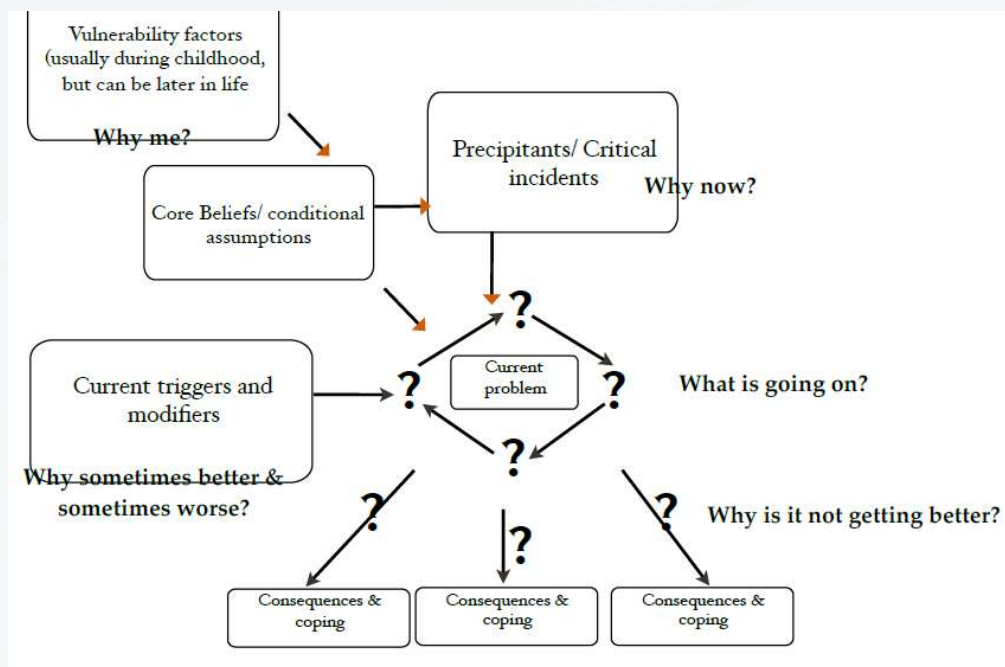 Vulnerability factors
(usually during childhood,
but can be later in life
Why me?
Precipitants/ Critical
incidents
Why now?
Core Beliefs/ conditional
assumptions
?
Current
problem
?
?
What is going on?
Current triggers and
modifiers
?
Why sometimes better &
sometimes worse?
?
?
?
Why is it not getting better?
Consequences &
coping
Consequences &
coping
Consequences &
coping